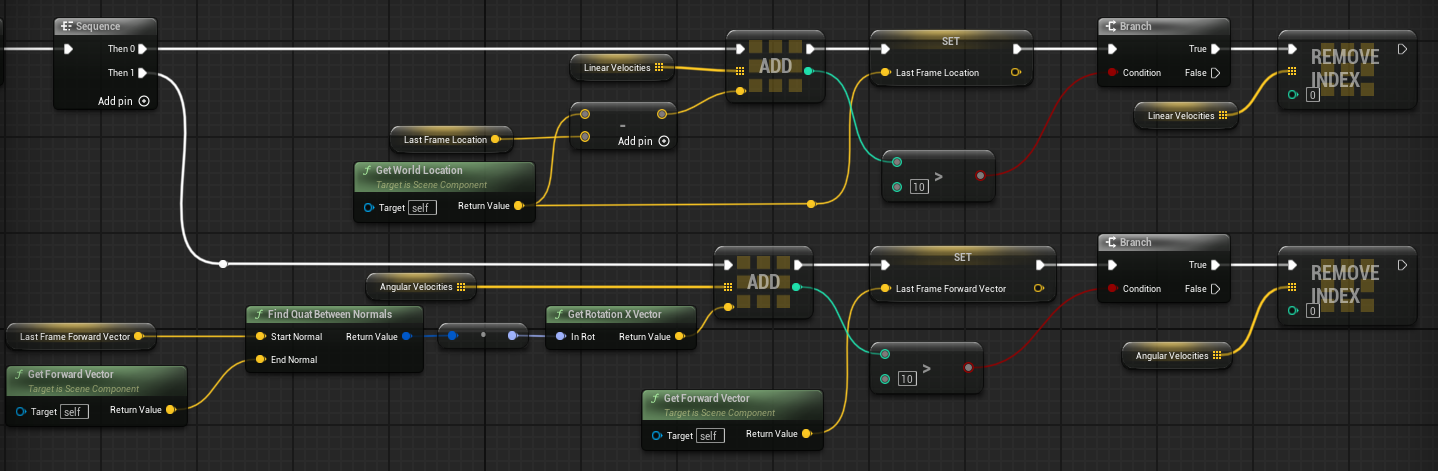 Sequence
Then 0
Then 1
Add pin
Linear Velocities
ADD
-
Add pin
Last Frame Location
Get World Location
Target is Scene Component
Target self
Return Value
SET
Last Frame Location
10 >
Branch
True
Condition
False
Linear Velocities
REMOVE
INDEX
0
Angular Velocities
ADD
Last Frame Forward Vector
Find Quat Between Normals
Start Normal
Return Value
End Normal
Get Forward Vector
Target is Scene Component
Target self
Return Value
Get Rotation X Vector
In Rot
Return Value
Get Forward Vector
Target is Scene Component
Target self
Return Value
SET
Last Frame Forward Vector
10 >
Branch
True
Condition
False
Angular Velocities
REMOVE
INDEX
0